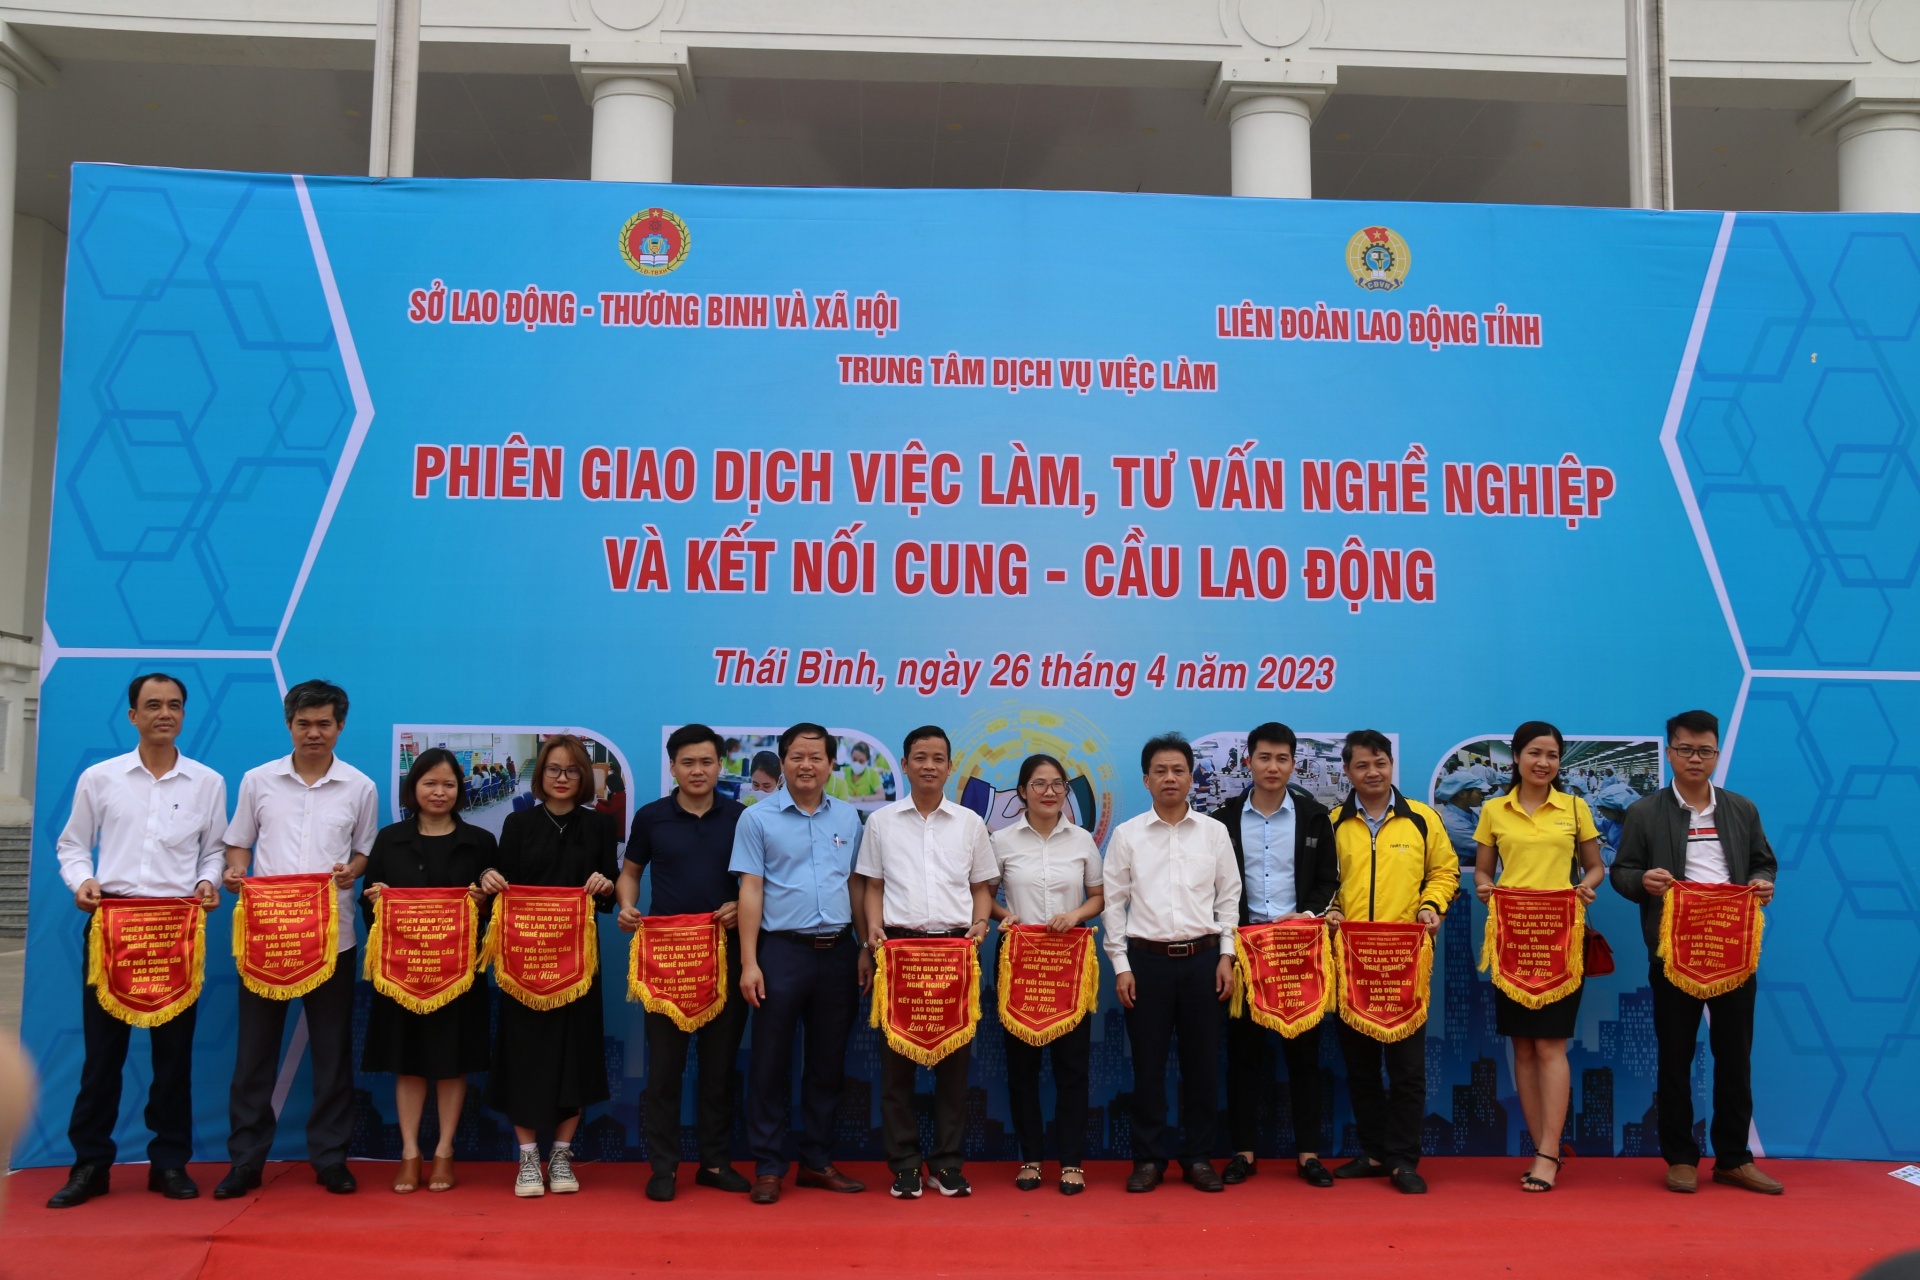 LĐ-TBXH
CĐVN
SỞ LAO ĐỘNG - THƯƠNG BINH VÀ XÃ HỘI
LIÊN ĐOÀN LAO ĐỘNG TỈNH
TRUNG TÂM DỊCH VỤ VIỆC LÀM
PHIÊN GIAO DỊCH VIỆC LÀM, TƯ VẤN NGHỀ NGHIỆP
VÀ KẾT NỐI CUNG - CẦU LAO ĐỘNG
Thái Bình, ngày 26 tháng 4 năm 2023
PHIÊN GIAO DỊCH
VIỆC LÀM, TƯ VẤN
NGHỀ NGHIỆP
VÀ
KẾT NỐI CUNG CẦU
LAO ĐỘNG
NĂM 2023
Lưu Niệm